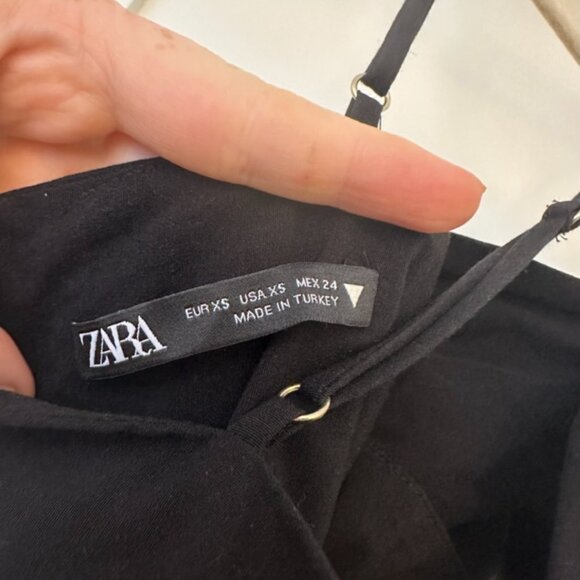 ZARA
EUR XS USA XS MEX 24
MADE IN TURKEY